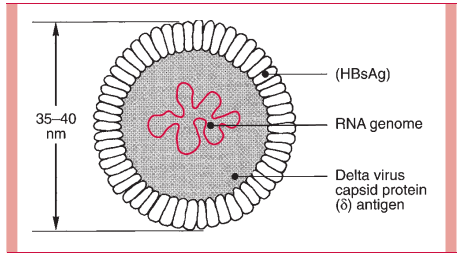 35–40
nm
(HBsAg)
RNA genome
Delta virus
capsid protein
(δ) antigen